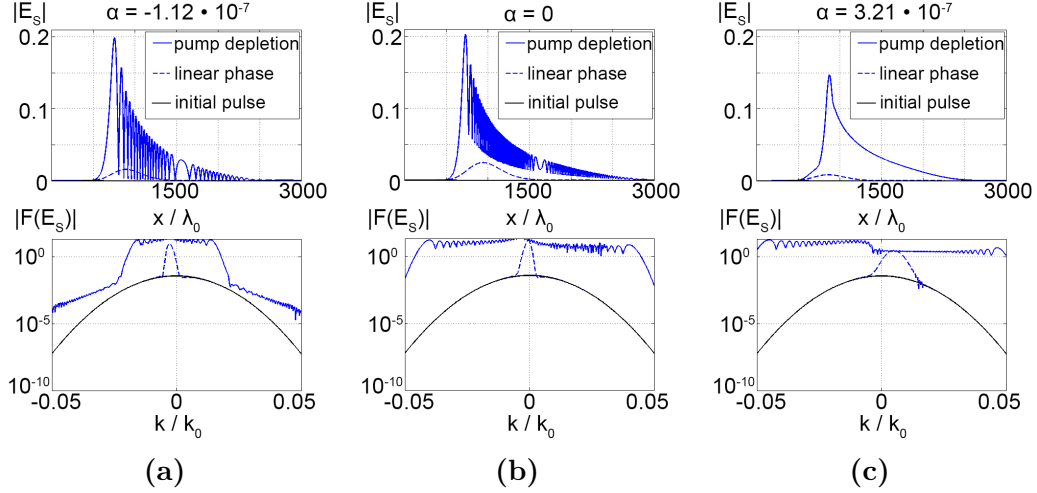 |E_S| α = -1.12 • 10^-7
0.2
0.1
0
1500
3000
pump depletion
linear phase
initial pulse
x / λ_0
|F(E_S)|
10^0
10^-5
10^-10
-0.05
0
0.05
k / k_0
(a)
|E_S| α = 0
0.2
0.1
0
1500
3000
pump depletion
linear phase
initial pulse
x / λ_0
|F(E_S)|
10^0
10^-5
10^-10
-0.05
0
0.05
k / k_0
(b)
|E_S| α = 3.21 • 10^-7
0.2
0.1
0
1500
3000
pump depletion
linear phase
initial pulse
x / λ_0
|F(E_S)|
10^0
10^-5
10^-10
-0.05
0
0.05
k / k_0
(c)